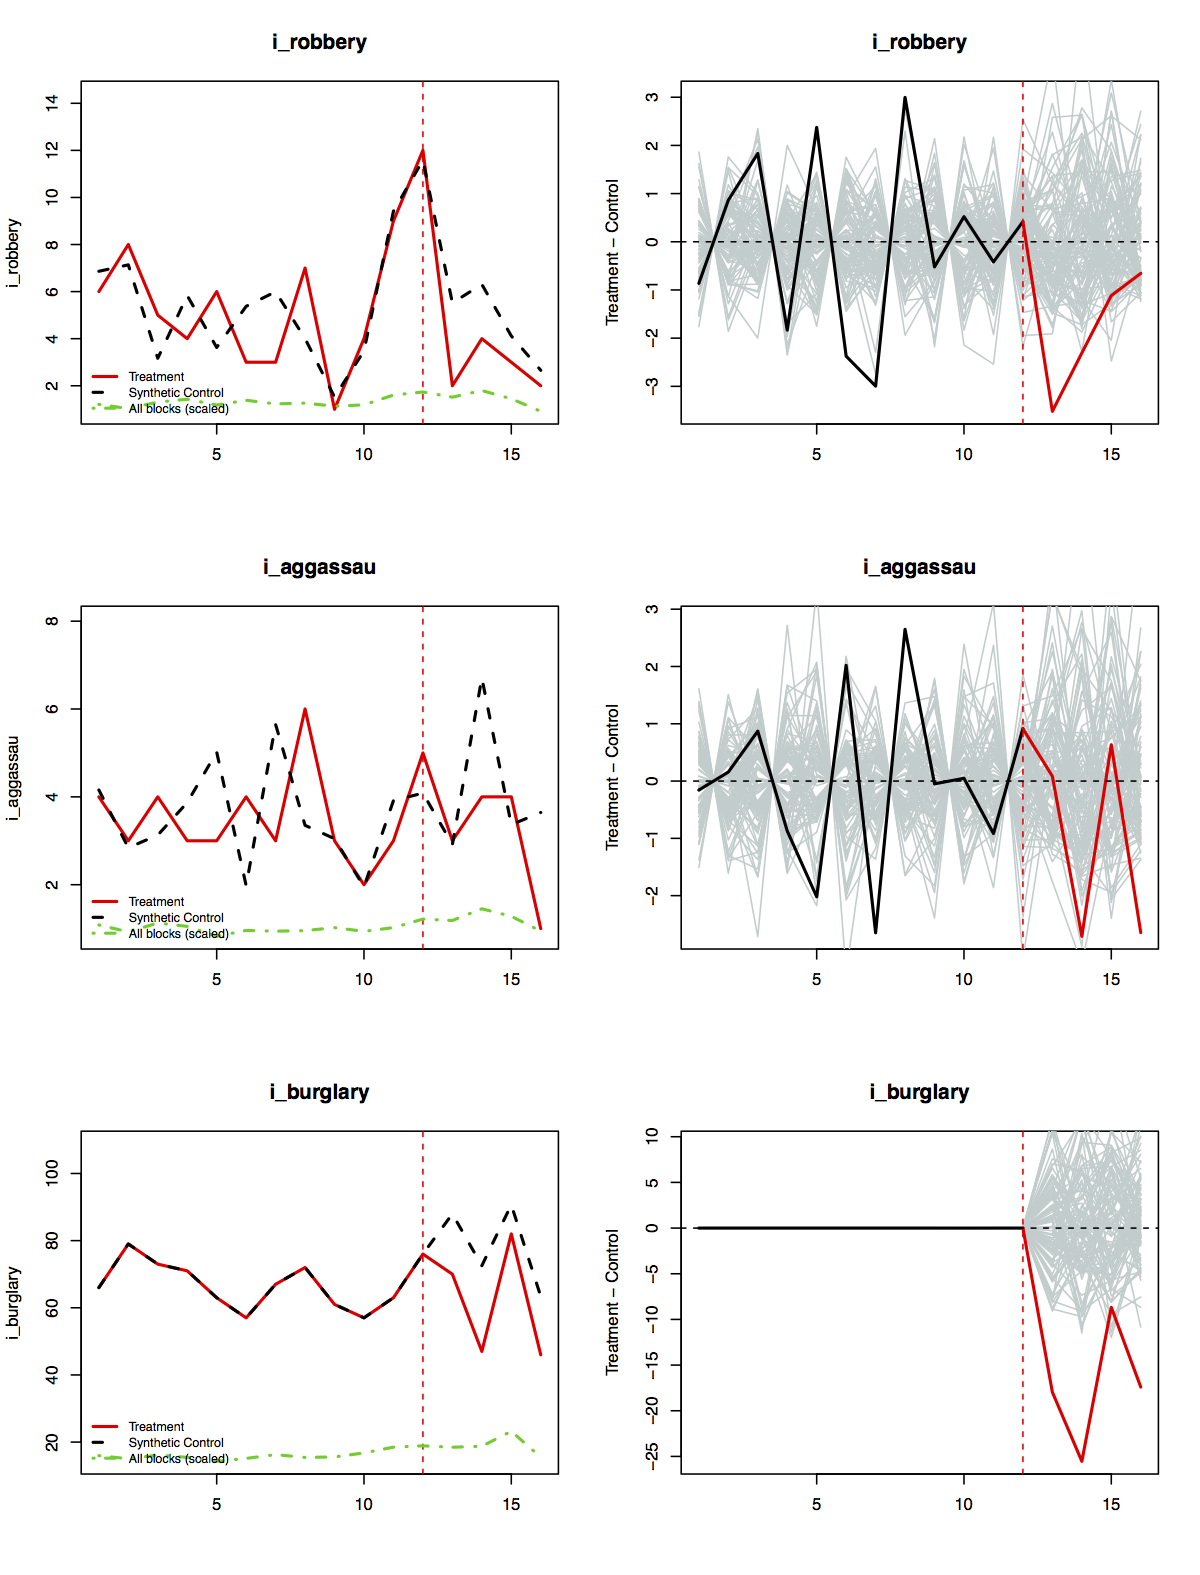 i_robbery
i_robbery
14
12
10
8
6
4
2
i_robbery
Treatment
Synthetic Control
All blocks (scaled)
5
10
15
3
2
1
0
−1
−2
−3
Treatment − Control
5
10
15
i_aggassau
i_aggassau
8
6
4
2
i_aggassau
Treatment
Synthetic Control
All blocks (scaled)
5
10
15
3
2
1
0
−1
−2
Treatment − Control
5
10
15
i_burglary
i_burglary
100
80
60
40
20
i_burglary
Treatment
Synthetic Control
All blocks (scaled)
5
10
15
10
5
0
−5
−10
−15
−20
−25
Treatment − Control
5
10
15